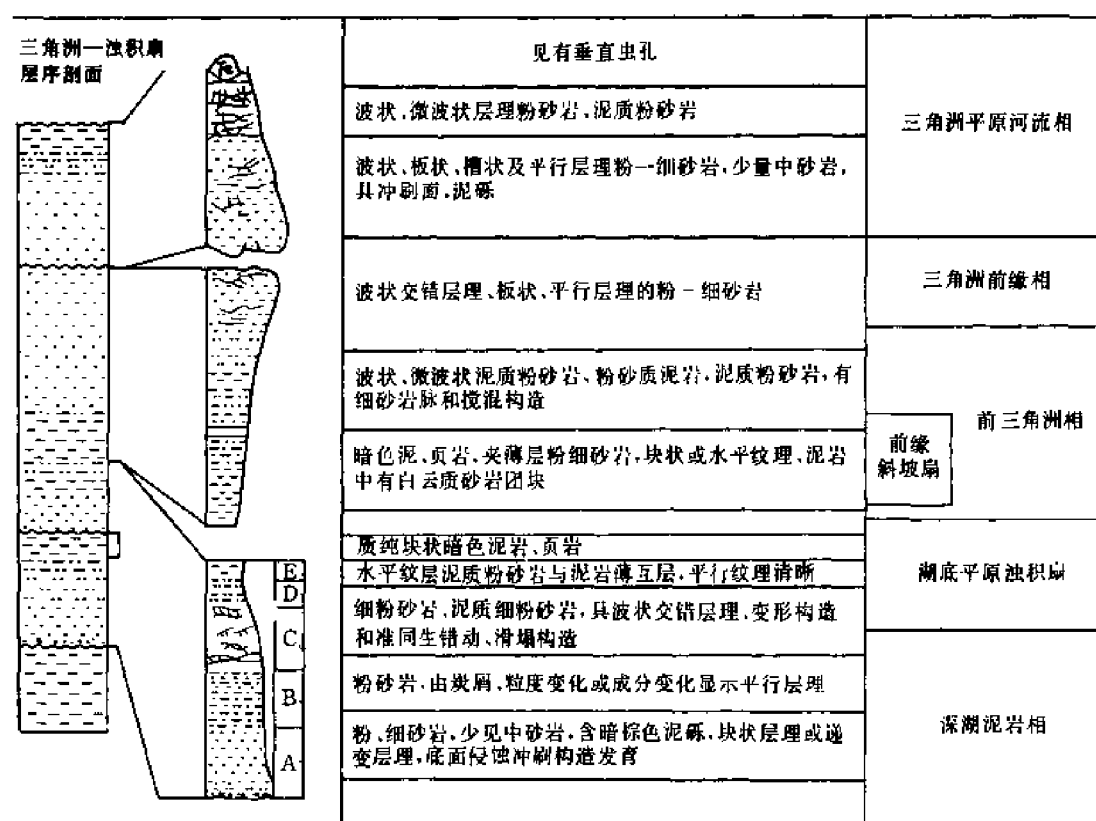 三角洲—浊积扇
层序剖面
见有垂直虫孔
波状、微波状层理粉砂岩、泥质粉砂岩
三角洲平原河流相
波状、板状、槽状及平行层理粉—细砂岩,少量中砂岩,
具冲刷面、泥砾
波状交错层理、板状、平行层理的粉-细砂岩
三角洲前缘相
波状、微波状泥质粉砂岩、粉砂质泥岩,泥质粉砂岩,有
细砂岩脉和搅混构造
前三角洲相
暗色泥、页岩、夹薄层粉细砂岩,块状或水平纹理、泥岩
中有白云质砂岩团块
前缘
斜坡扇
质纯块状暗色泥岩、页岩
E
水平纹层泥质粉砂岩与泥岩薄互层,平行纹理清晰
湖底平原浊积扇
D
细粉砂岩、泥质细粉砂岩,具波状交错层理、变形构造
和准同生错动、滑塌构造
C
粉砂岩,由炭屑、粒度变化或成分变化显示平行层理
B
粉、细砂岩,少见中砂岩,含暗棕色泥砾,块状层理或递
变层理,底面侵蚀冲刷构造发育
A
深湖泥岩相